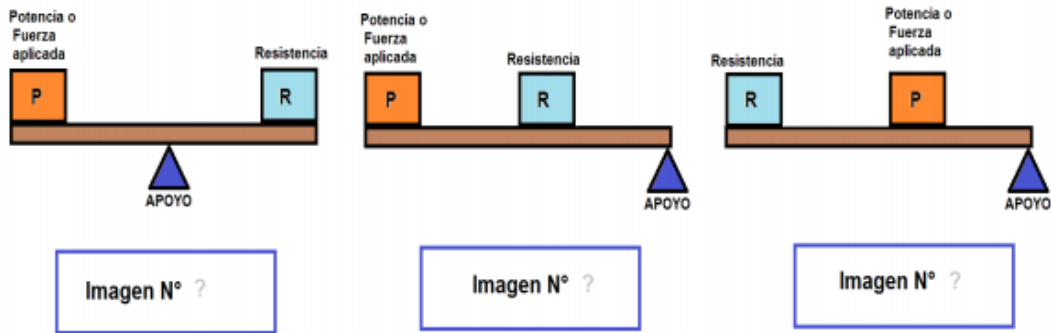 Potencia o
Fuerza
aplicada
Resistencia
P
R
APOYO
Imagen N° ?
Potencia o
Fuerza
aplicada
Resistencia
P
R
APOYO
Imagen N° ?
Potencia o
Fuerza
aplicada
Resistencia
R
P
APOYO
Imagen N° ?